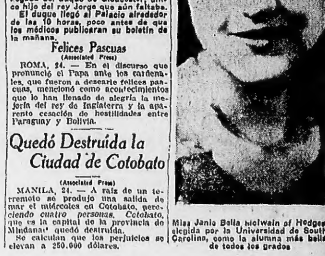 hijo del rey Jorge que aún faltaba.
El duque llegó al Palacio alrededor
de las 10 horas, poco antes de que
los médicos publicaran su boletín de
la mañana.
Felices Pascuas
(Associated Press)
ROMA, 24. — En el discurso que
pronunció el Papa ante los cardena-
les, que fueron a desearle felices pas-
cuas, mencionó como acontecimientos
que lo han llenado de alegría la me-
joría del rey de Inglaterra y la apa-
rente cesación de hostilidades entre
Paraguay y Bolivia.
Quedó Destruída la
Ciudad de Cotobato
(Associated Press)
MANILA, 24. — A raíz de un te-
rremoto se produjo una salida de
mar el miércoles en Cotobato, pere-
ciendo cuatro personas. Cotobato,
que es la capital de la provincia de
Mindanao quedó destruída.
Se calculan que los perjuicios se
elevan a 250.000 dólares.
Miss Janie Bella McIwain of Hodges
elegida por la Universidad de South
Carolina, como la alumna más bella
de todos los grados